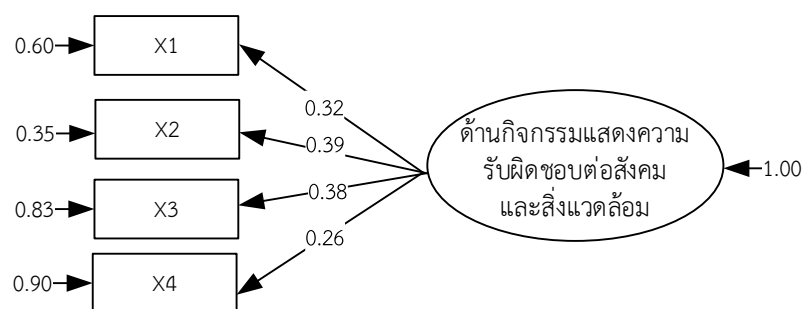 0.60
X1
0.32
0.35
X2
0.39
ด้านกิจกรรมแสดงความ
รับผิดชอบต่อสังคม
และสิ่งแวดล้อม
1.00
0.83
X3
0.38
0.26
0.90
X4